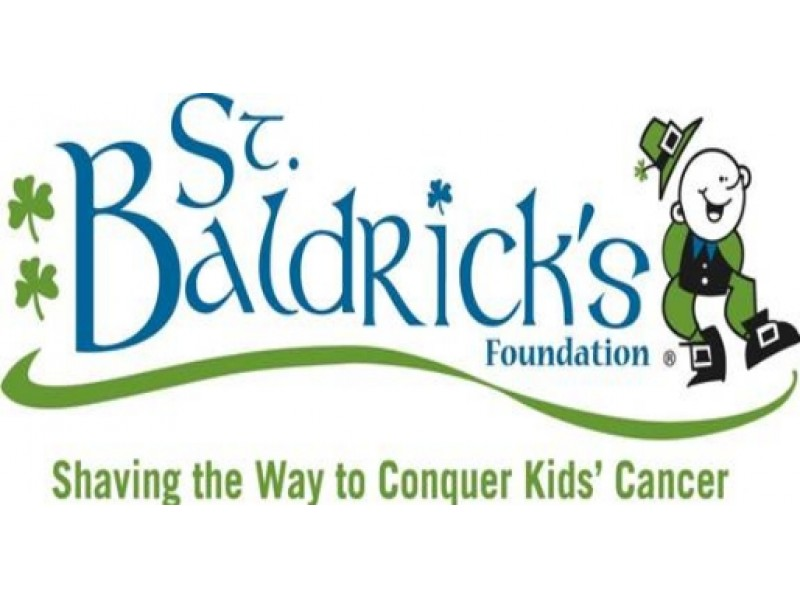 St.
Baldrick's
Foundation ®
Shaving the Way to Conquer Kids' Cancer